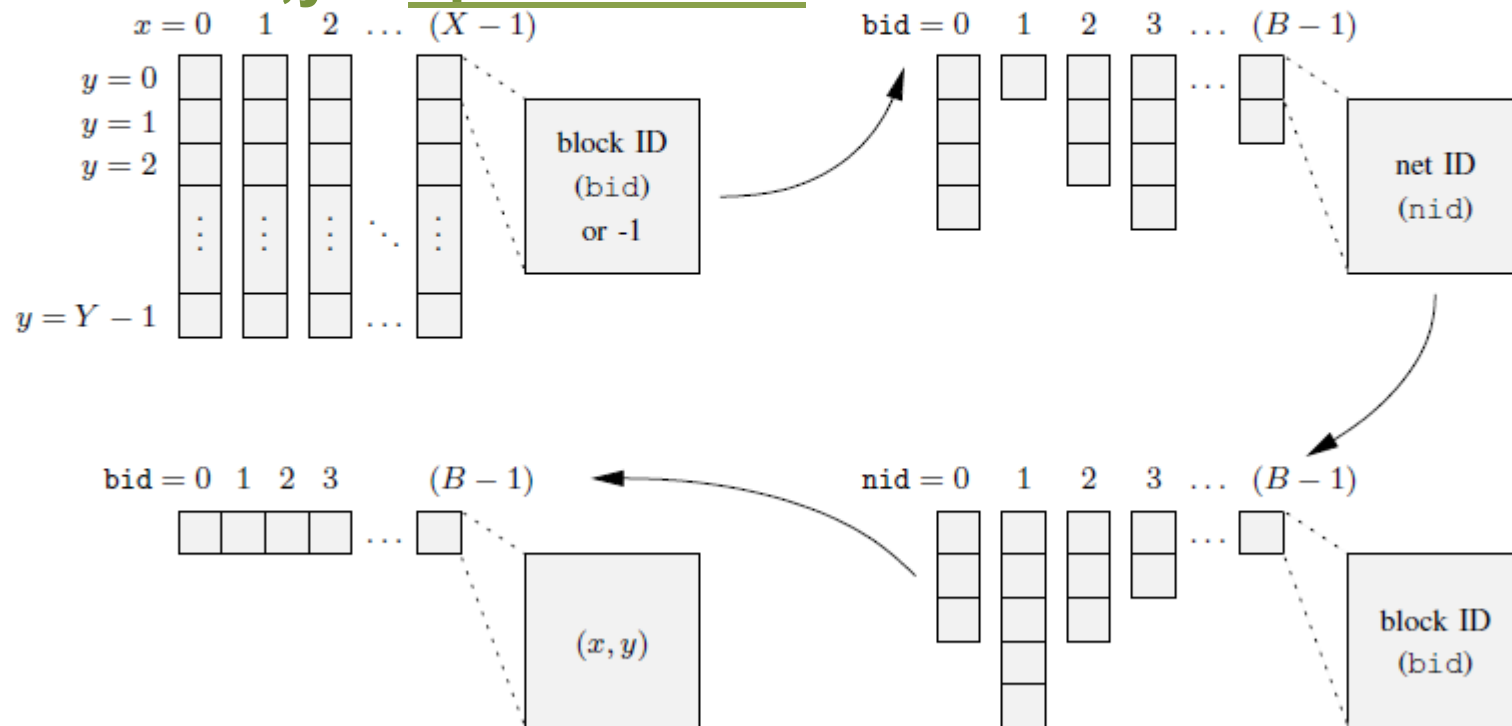 x = 0 1 2 ... (X − 1)
y = 0
y = 1
y = 2
y = Y − 1
...
block ID
(bid)
or -1
bid = 0 1 2 3 ... (B − 1)
...
net ID
(nid)
bid = 0 1 2 3 (B − 1)
...
(x, y)
nid = 0 1 2 3 ... (B − 1)
...
block ID
(bid)